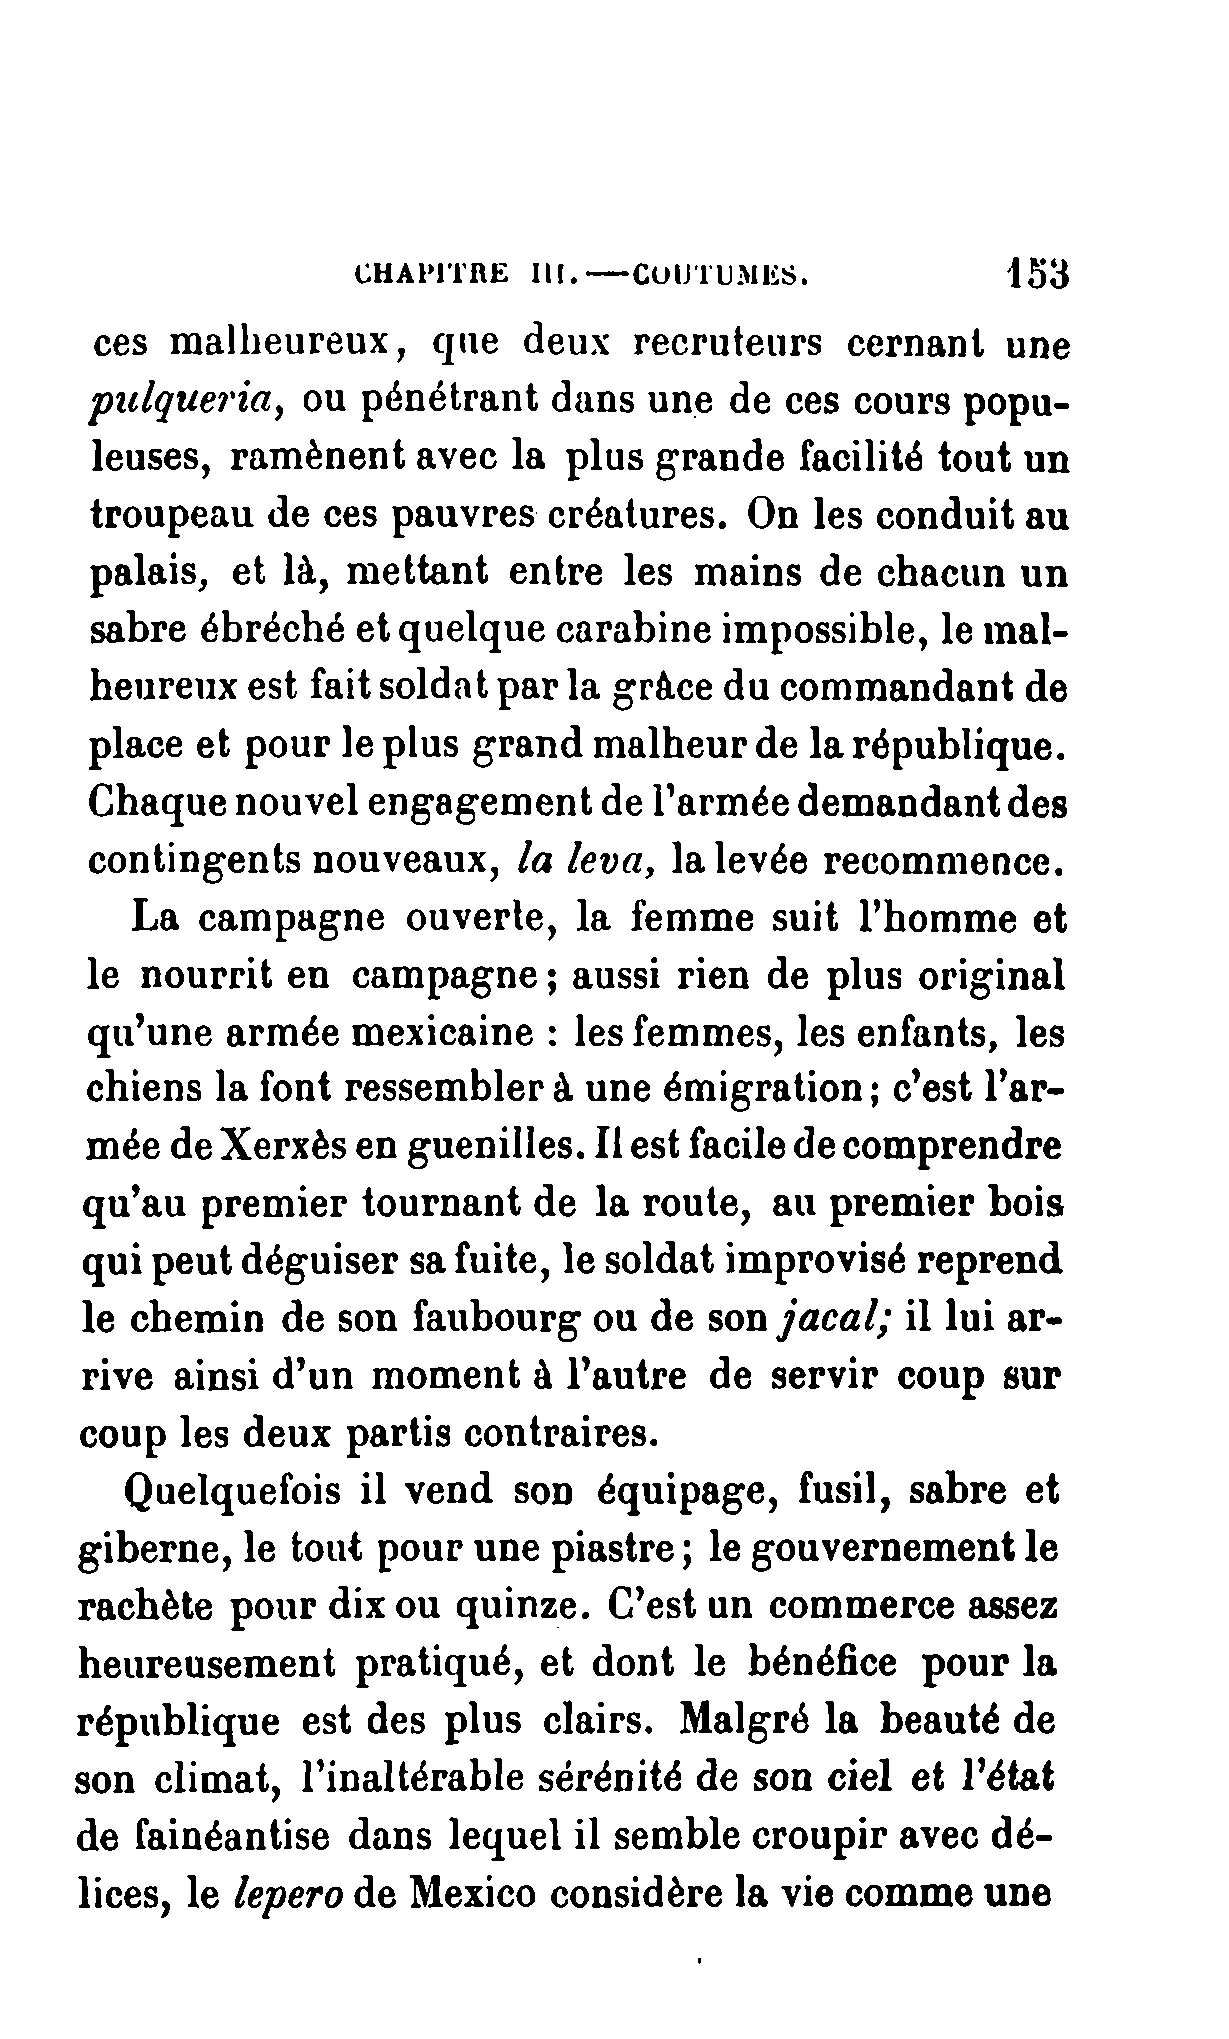 CHAPITRE III.—COUTUMES. 153
ces malheureux, que deux recruteurs cernant une
pulqueria, ou pénétrant dans une de ces cours popu-
leuses, ramènent avec la plus grande facilité tout un
troupeau de ces pauvres créatures. On les conduit au
palais, et là, mettant entre les mains de chacun un
sabre ébréché et quelque carabine impossible, le mal-
heureux est fait soldat par la grâce du commandant de
place et pour le plus grand malheur de la république.
Chaque nouvel engagement de l'armée demandant des
contingents nouveaux, la leva, la levée recommence.
La campagne ouverte, la femme suit l'homme et
le nourrit en campagne; aussi rien de plus original
qu'une armée mexicaine : les femmes, les enfants, les
chiens la font ressembler à une émigration; c'est l'ar-
mée de Xerxès en guenilles. Il est facile de comprendre
qu'au premier tournant de la route, au premier bois
qui peut déguiser sa fuite, le soldat improvisé reprend
le chemin de son faubourg ou de son jacal; il lui ar-
rive ainsi d'un moment à l'autre de servir coup sur
coup les deux partis contraires.
Quelquefois il vend son équipage, fusil, sabre et
giberne, le tout pour une piastre; le gouvernement le
rachète pour dix ou quinze. C'est un commerce assez
heureusement pratiqué, et dont le bénéfice pour la
république est des plus clairs. Malgré la beauté de
son climat, l'inaltérable sérénité de son ciel et l'état
de fainéantise dans lequel il semble croupir avec dé-
lices, le lepero de Mexico considère la vie comme une